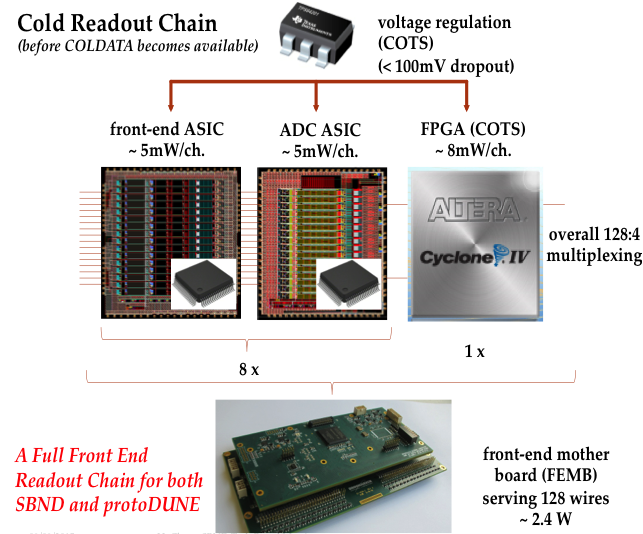 Cold Readout Chain
(before COLDATA becomes available)
TEXAS
INSTRUMENTS
voltage regulation
(COTS)
(< 100mV dropout)
front-end ASIC
~ 5mW/ch.
ADC ASIC
~ 5mW/ch.
FPGA (COTS)
~ 8mW/ch.
ALTERA
Cyclone IV
overall 128:4
multiplexing
8 x
1 x
A Full Front End
Readout Chain for both
SBND and protoDUNE
front-end mother
board (FEMB)
serving 128 wires
~ 2.4 W